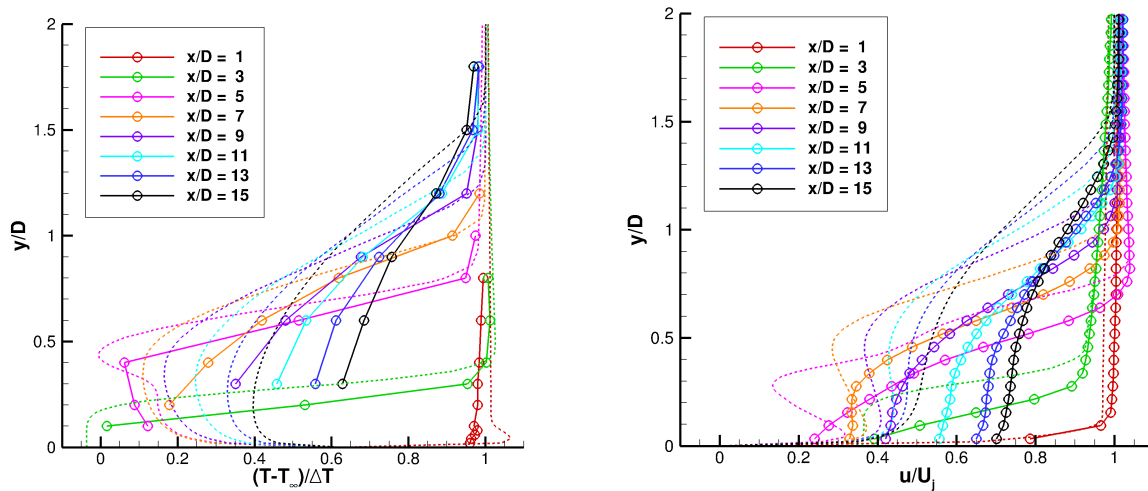 x/D = 1
x/D = 3
x/D = 5
x/D = 7
x/D = 9
x/D = 11
x/D = 13
x/D = 15
y/D
2
1.5
1
0.5
0
0 0.2 0.4 0.6 0.8 1
(T-T∞)/ΔT
x/D = 1
x/D = 3
x/D = 5
x/D = 7
x/D = 9
x/D = 11
x/D = 13
x/D = 15
y/D
2
1.5
1
0.5
0
0 0.2 0.4 0.6 0.8 1
u/Uj